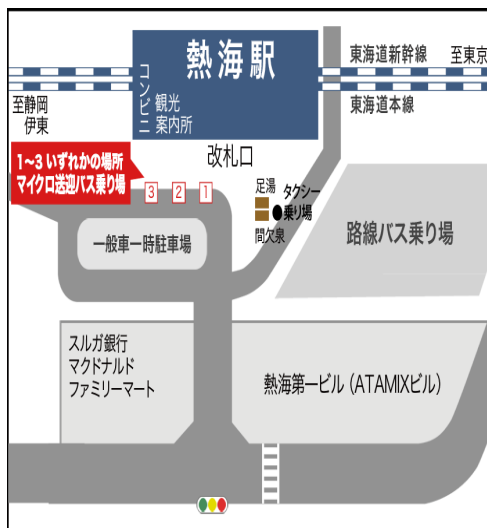 熱海駅
コンビニ
観光
案内所
東海道新幹線
至東京
東海道本線
至静岡
伊東
改札口
1~3 いずれかの場所
マイクロ送迎バス乗り場
3
2
1
足湯
タクシー
乗り場
間欠泉
一般車一時駐車場
路線バス乗り場
スルガ銀行
マクドナルド
ファミリーマート
熱海第一ビル（ATAMIXビル）